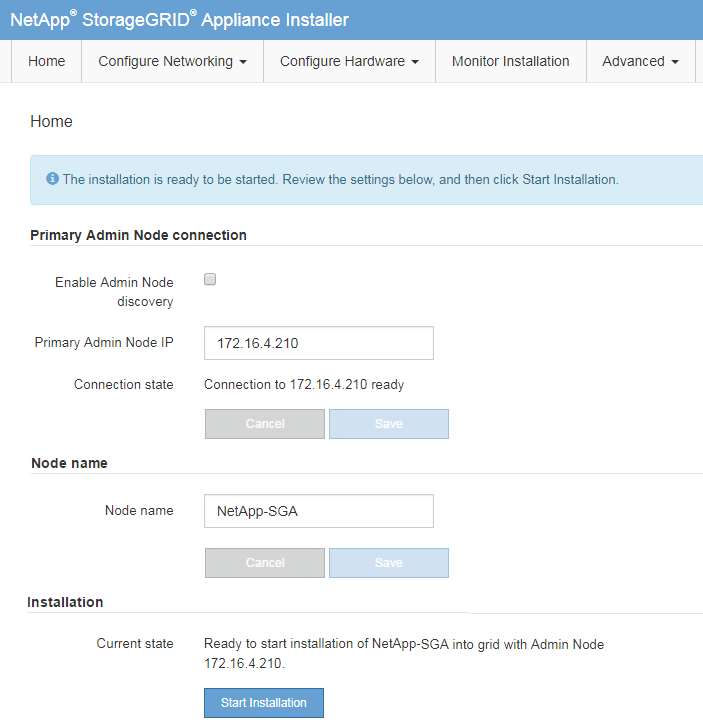 NetApp® StorageGRID® Appliance Installer
Home Configure Networking Configure Hardware Monitor Installation Advanced
Home
The installation is ready to be started. Review the settings below, and then click Start Installation.
Primary Admin Node connection
Enable Admin Node
discovery
Primary Admin Node IP 172.16.4.210
Connection state Connection to 172.16.4.210 ready
Cancel Save
Node name
Node name NetApp-SGA
Cancel Save
Installation
Current state Ready to start installation of NetApp-SGA into grid with Admin Node
172.16.4.210.
Start Installation